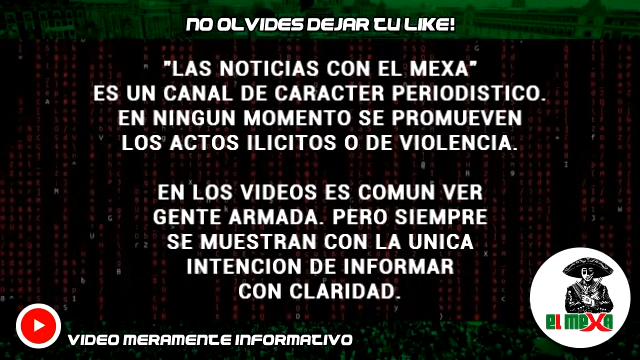 NO OLVIDES DEJAR TU LIKE!
"LAS NOTICIAS CON EL MEXA"
ES UN CANAL DE CARACTER PERIODISTICO.
EN NINGUN MOMENTO SE PROMUEVEN
LOS ACTOS ILICITOS O DE VIOLENCIA.
EN LOS VIDEOS ES COMUN VER
GENTE ARMADA. PERO SIEMPRE
SE MUESTRAN CON LA UNICA
INTENCION DE INFORMAR
CON CLARIDAD.
EL MEXA
VIDEO MERAMENTE INFORMATIVO